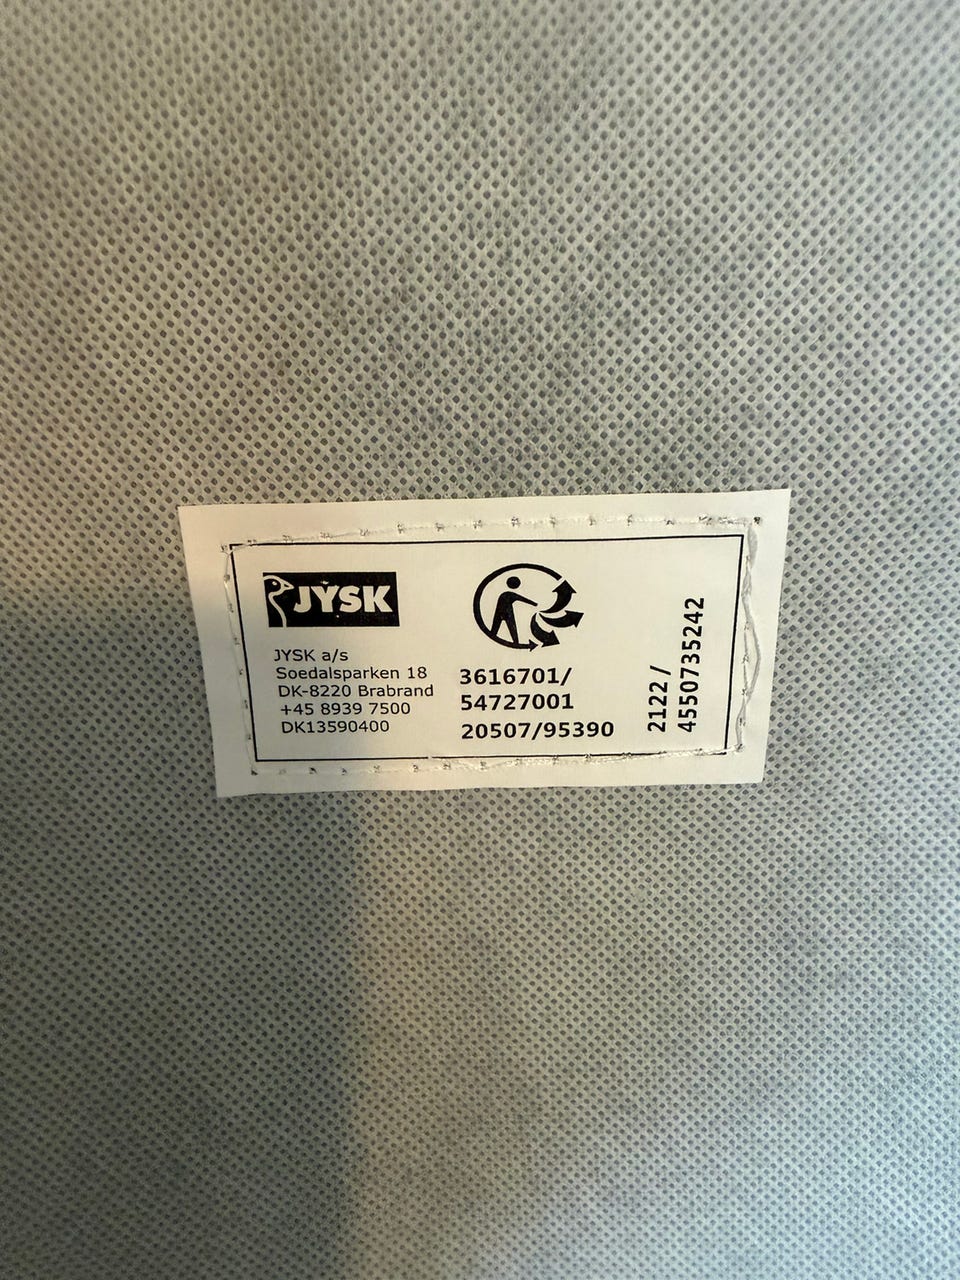 JYSK
JYSK a/s
Soedalsparken 18
DK-8220 Brabrand
+45 8939 7500
DK13590400
3616701/
54727001
20507/95390
2122 /
4550735242